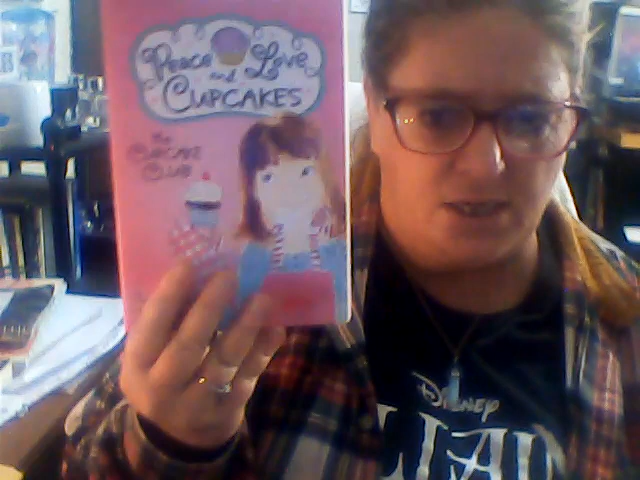 Peace
and Love
CUPCAKES
The
CUPCAKE
CLUB
DISNEY